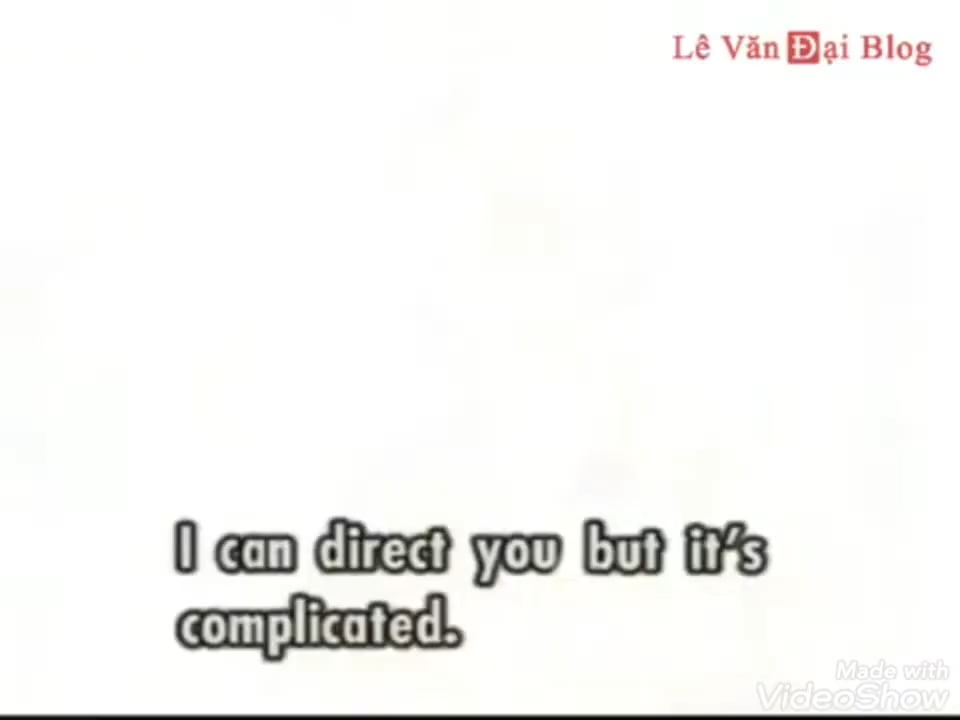 Lê Văn Đại Blog
I can direct you but it's
complicated.
Made with
VideoShow